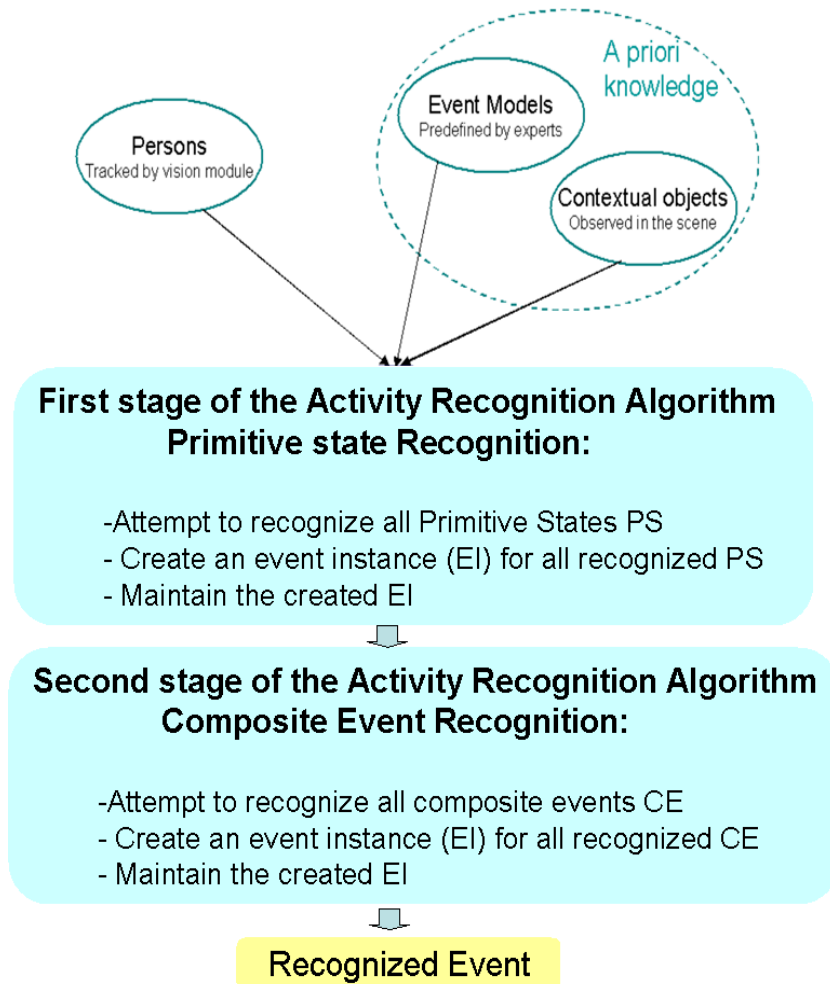 A priori
knowledge
Event Models
Predefined by experts
Persons
Tracked by vision module
Contextual objects
Observed in the scene
First stage of the Activity Recognition Algorithm
Primitive state Recognition:
-Attempt to recognize all Primitive States PS
- Create an event instance (EI) for all recognized PS
- Maintain the created EI
Second stage of the Activity Recognition Algorithm
Composite Event Recognition:
-Attempt to recognize all composite events CE
- Create an event instance (EI) for all recognized CE
- Maintain the created EI
Recognized Event